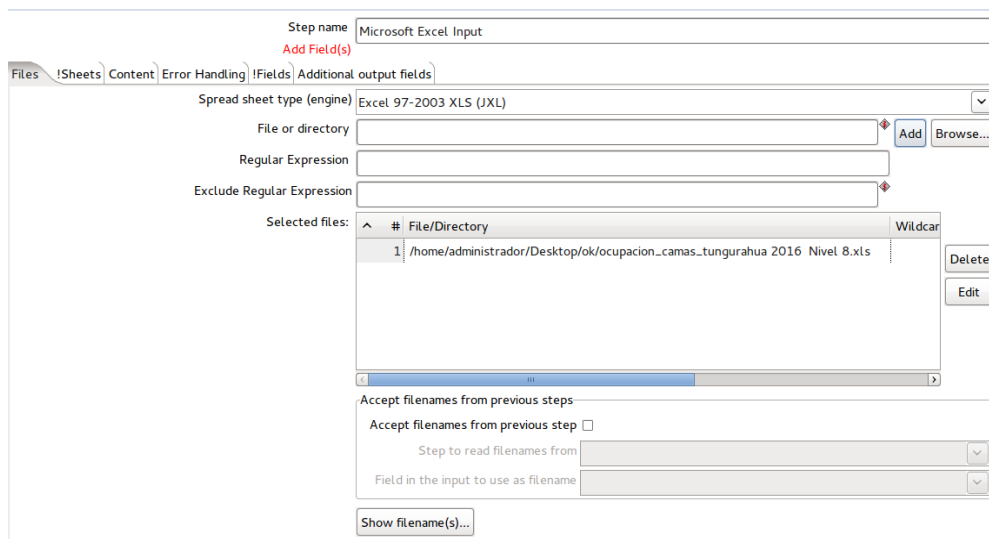 Step name Microsoft Excel Input
Add Field(s)
Files !Sheets Content Error Handling !Fields Additional output fields
Spread sheet type (engine) Excel 97-2003 XLS (JXL)
File or directory Add Browse...
Regular Expression
Exclude Regular Expression
Selected files: # File/Directory Wildcar
1 /home/administrador/Desktop/ok/ocupacion_camas_tungurahua 2016  Nivel 8.xls
Delete
Edit
Accept filenames from previous steps
Accept filenames from previous step
Step to read filenames from
Field in the input to use as filename
Show filename(s)...